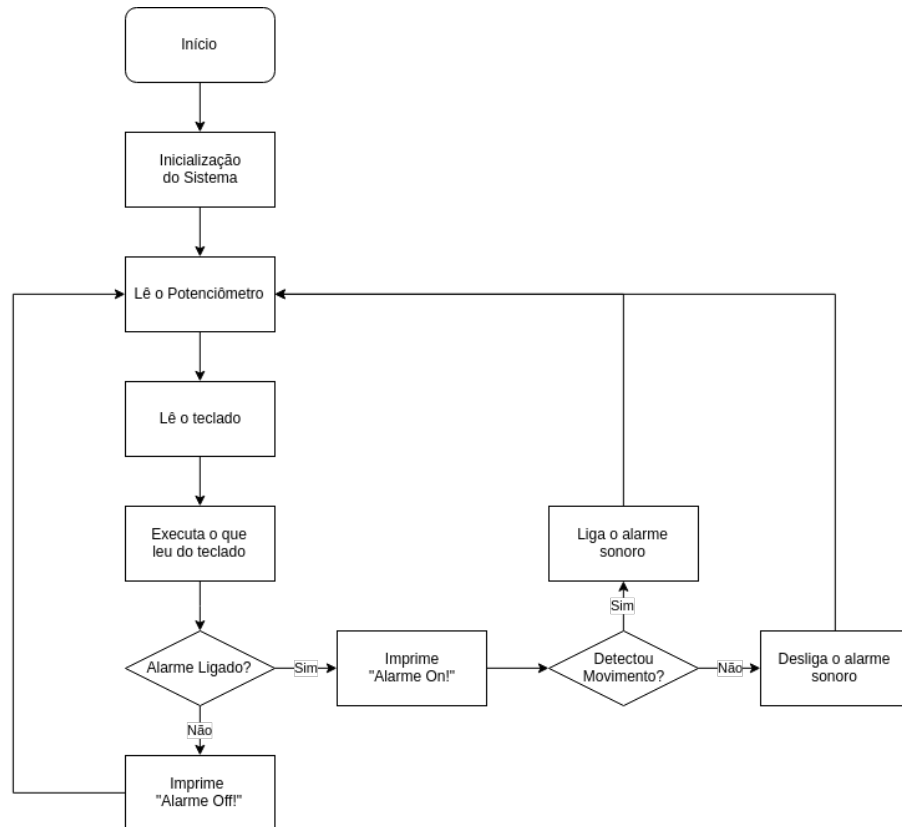 Início
Inicialização
do Sistema
Lê o Potenciômetro
Lê o teclado
Executa o que
leu do teclado
Liga o alarme
sonoro
Sim
Alarme Ligado?
Sim
Imprime
"Alarme On!"
Detectou
Movimento?
Não
Desliga o alarme
sonoro
Não
Imprime
"Alarme Off!"